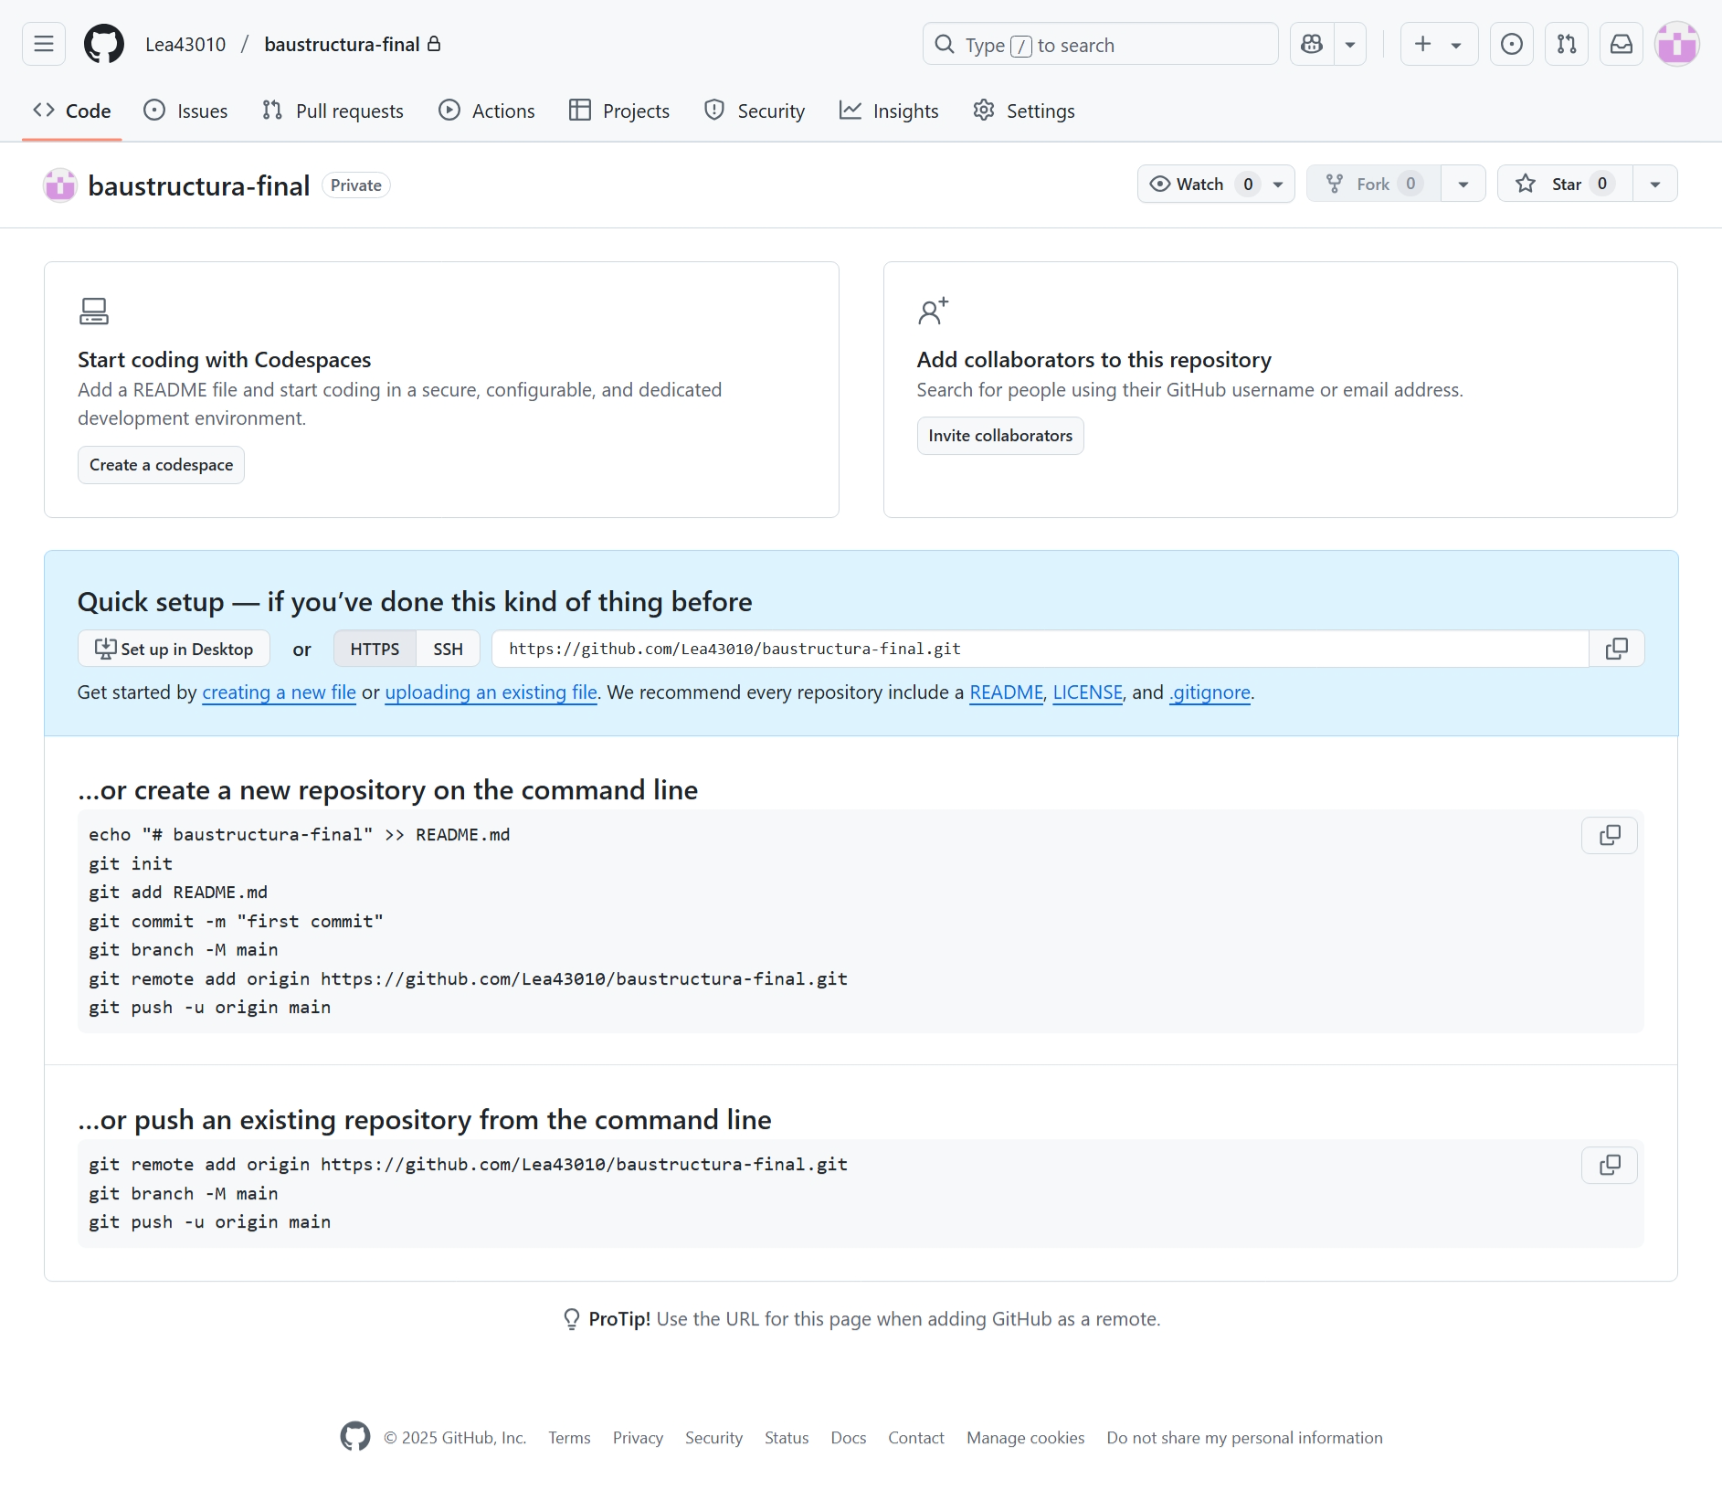 Lea43010 / baustructura-final
Type / to search
Code
Issues
Pull requests
Actions
Projects
Security
Insights
Settings
baustructura-final Private
Watch 0
Fork 0
Star 0
Start coding with Codespaces
Add a README file and start coding in a secure, configurable, and dedicated
development environment.
Create a codespace
Add collaborators to this repository
Search for people using their GitHub username or email address.
Invite collaborators
Quick setup — if you’ve done this kind of thing before
Set up in Desktop or HTTPS SSH https://github.com/Lea43010/baustructura-final.git
Get started by creating a new file or uploading an existing file. We recommend every repository include a README, LICENSE, and .gitignore.
…or create a new repository on the command line
echo "# baustructura-final" >> README.md
git init
git add README.md
git commit -m "first commit"
git branch -M main
git remote add origin https://github.com/Lea43010/baustructura-final.git
git push -u origin main
…or push an existing repository from the command line
git remote add origin https://github.com/Lea43010/baustructura-final.git
git branch -M main
git push -u origin main
ProTip! Use the URL for this page when adding GitHub as a remote.
© 2025 GitHub, Inc. Terms Privacy Security Status Docs Contact Manage cookies Do not share my personal information